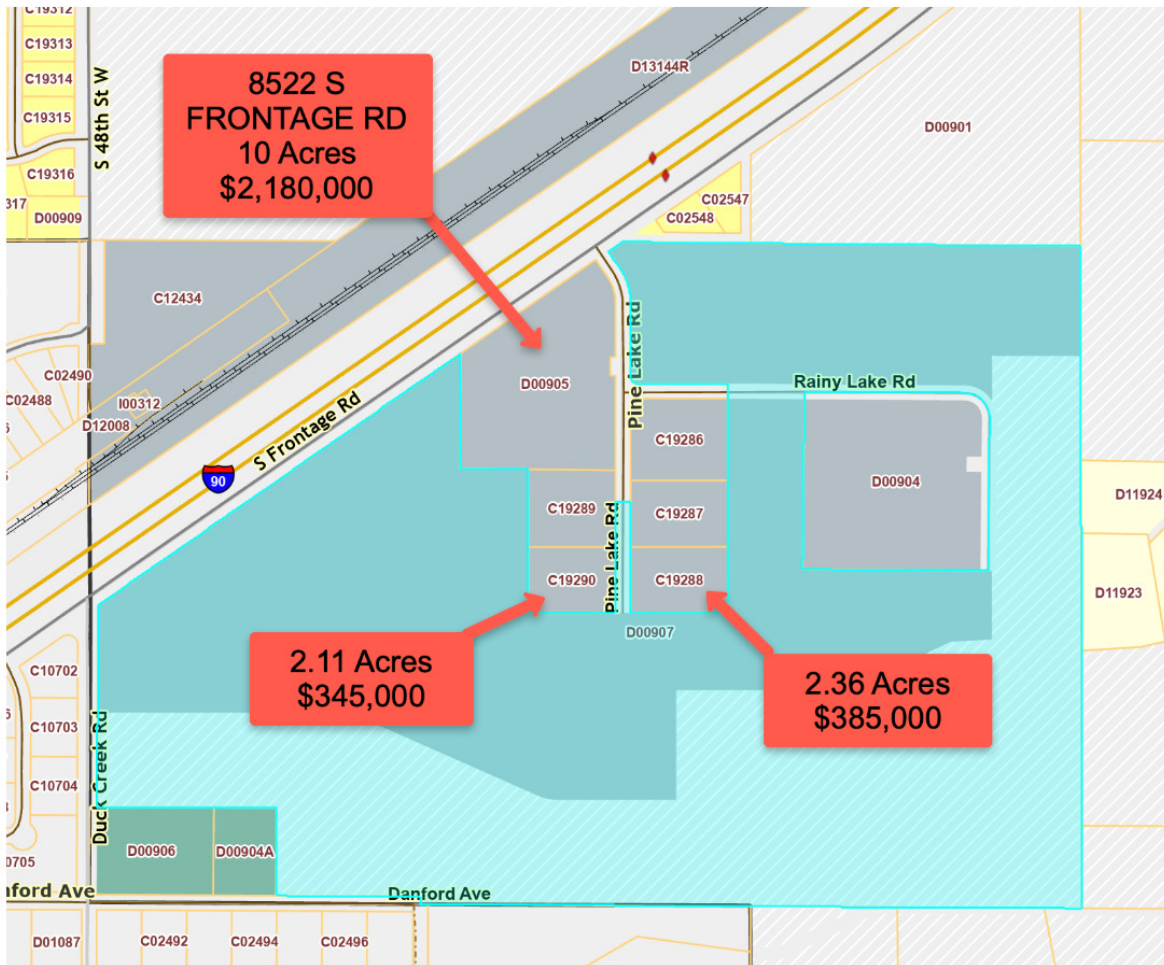 C19312
C19313
C19314
C19315
C19316
317
D00909
S 48th St W
8522 S
FRONTAGE RD
10 Acres
$2,180,000
D13144R
D00901
C02547
C02548
C12434
C02490
C02488
I00312
D12008
S Frontage Rd
90
D00905
Pine Lake Rd
Rainy Lake Rd
C19286
D00904
C19289
C19287
Pine Lake Rd
C19290
C19288
D11924
D11923
D00907
2.11 Acres
$345,000
2.36 Acres
$385,000
C10702
C10703
C10704
0705
Duck Creek Rd
D00906
D00904A
nford Ave
Danford Ave
D01087
C02492
C02494
C02496